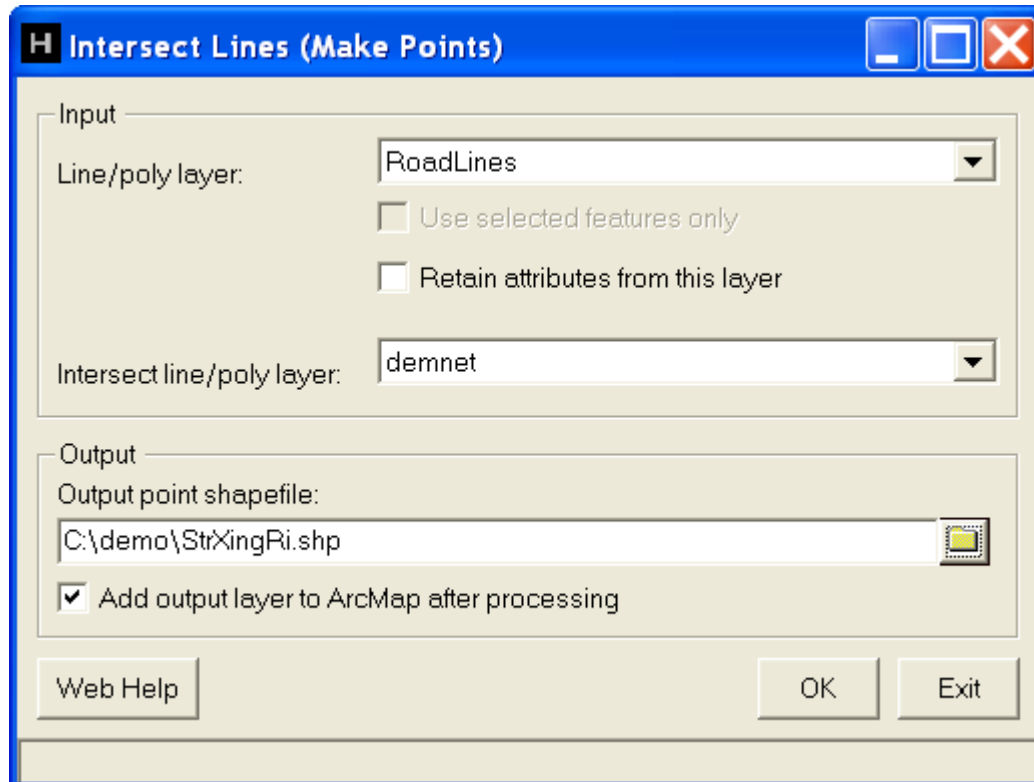 H Intersect Lines (Make Points)
Input
Line/poly layer:
RoadLines
Use selected features only
Retain attributes from this layer
Intersect line/poly layer:
demnet
Output
Output point shapefile:
C:\demo\StrXingRi.shp
Add output layer to ArcMap after processing
Web Help
OK
Exit